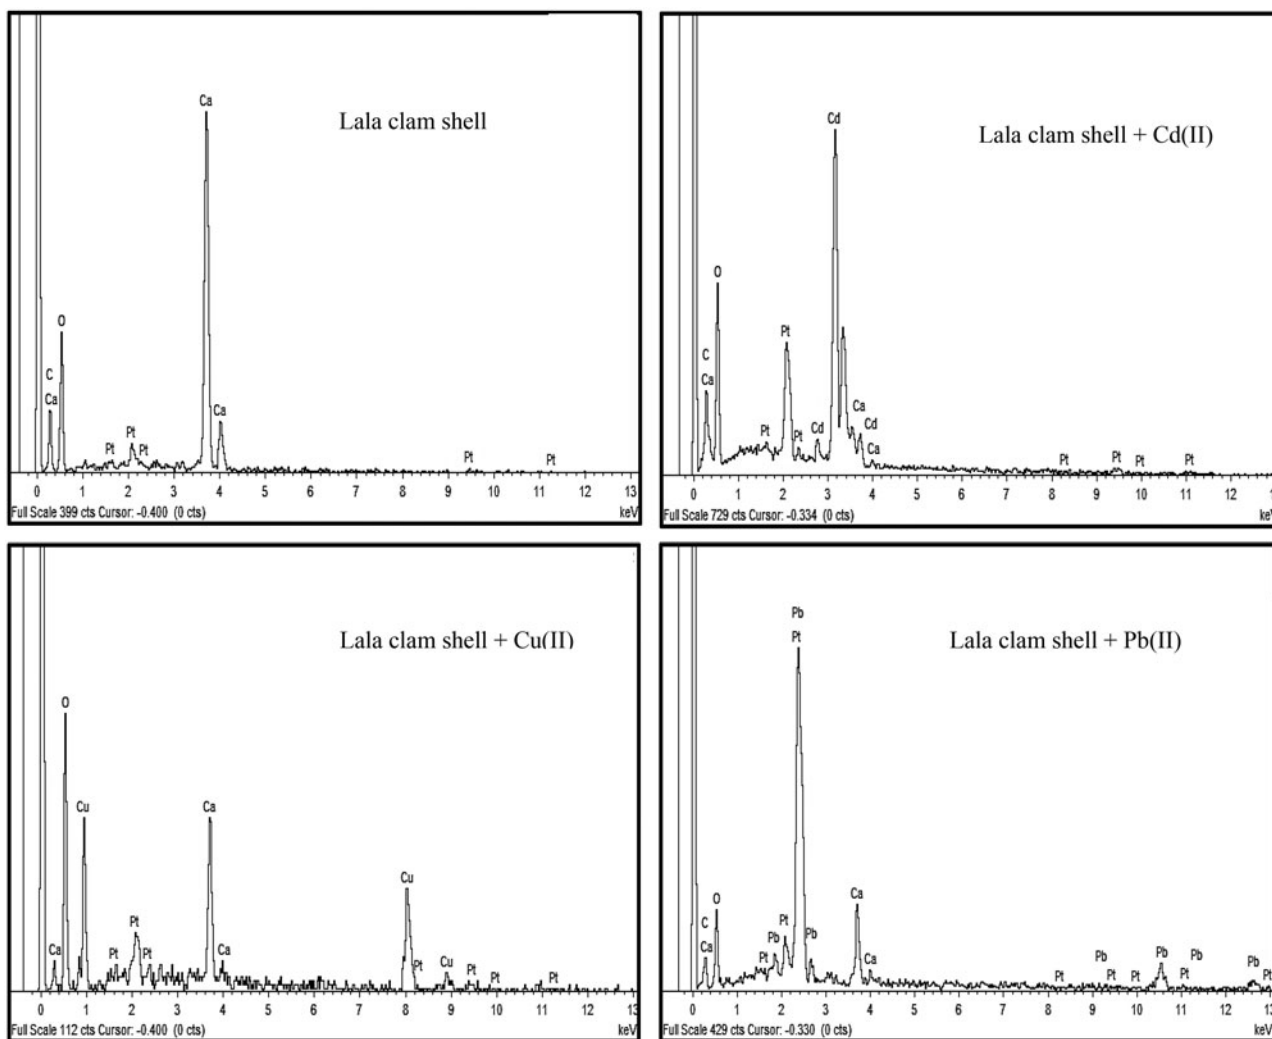 Ca
Lala clam shell
O
C
Ca
Ca
Pt
Pt
Pt
Pt
Pt
0 1 2 3 4 5 6 7 8 9 10 11 12 13
Full Scale 399 cts Cursor: -0.400 (0 cts)
keV
Cd
Lala clam shell + Cd(II)
O
Pt
C
Ca
Ca
Pt
Pt
Cd
Cd
Ca
Pt
Pt
Pt
Pt
0 1 2 3 4 5 6 7 8 9 10 11
Full Scale 729 cts Cursor: -0.334 (0 cts)
keV
Lala clam shell + Cu(II)
O
Cu
Ca
Cu
Pt
Ca
Pt
Pt
Ca
Pt
Cu
Pt
Pt
Pt
0 1 2 3 4 5 6 7 8 9 10 11 12 13
Full Scale 112 cts Cursor: -0.400 (0 cts)
keV
Pb
Pt
Lala clam shell + Pb(II)
O
Ca
C
Ca
Pt
Pb
Pt
Pb
Ca
Pb
Pb
Pb
Pt
Pt
Pt
Pt
Pb
Pt
0 1 2 3 4 5 6 7 8 9 10 11 12 13
Full Scale 429 cts Cursor: -0.330 (0 cts)
keV